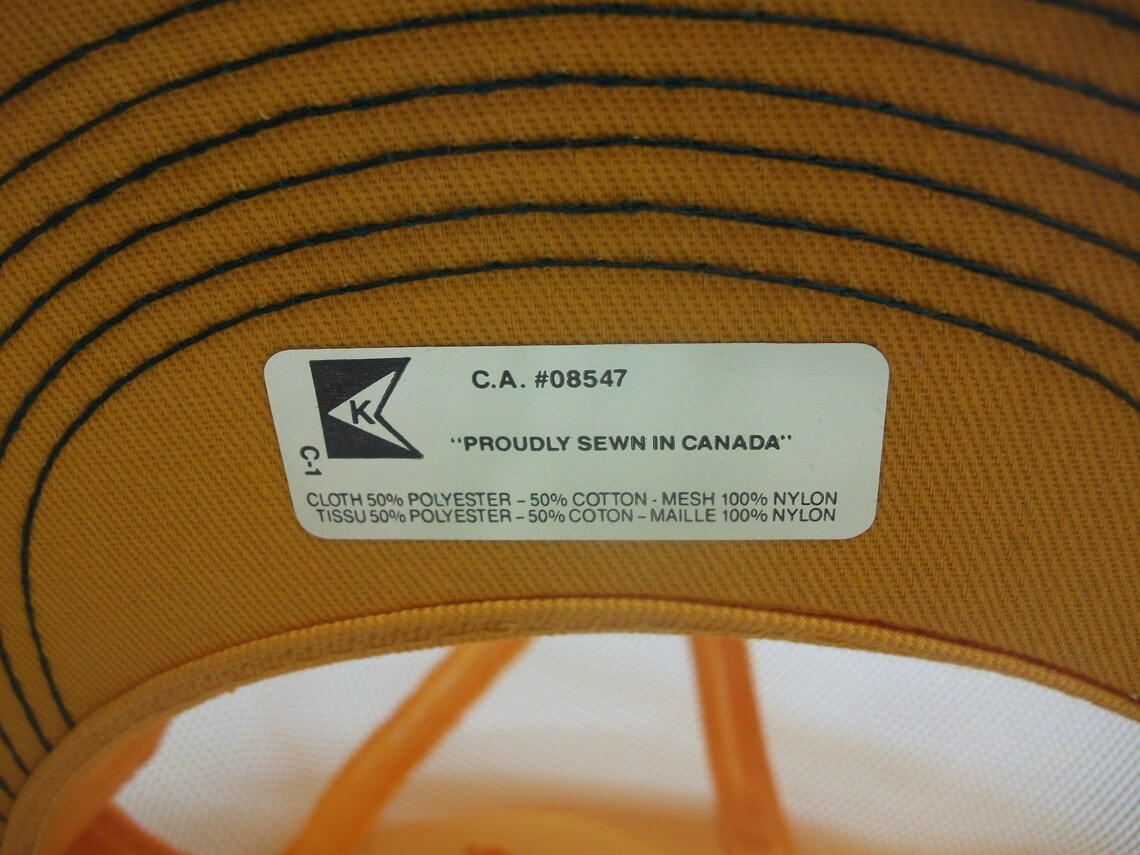 K
C.A. #08547
"PROUDLY SEWN IN CANADA"
C-1
CLOTH 50% POLYESTER – 50% COTTON - MESH 100% NYLON
TISSU 50% POLYESTER – 50% COTON – MAILLE 100% NYLON